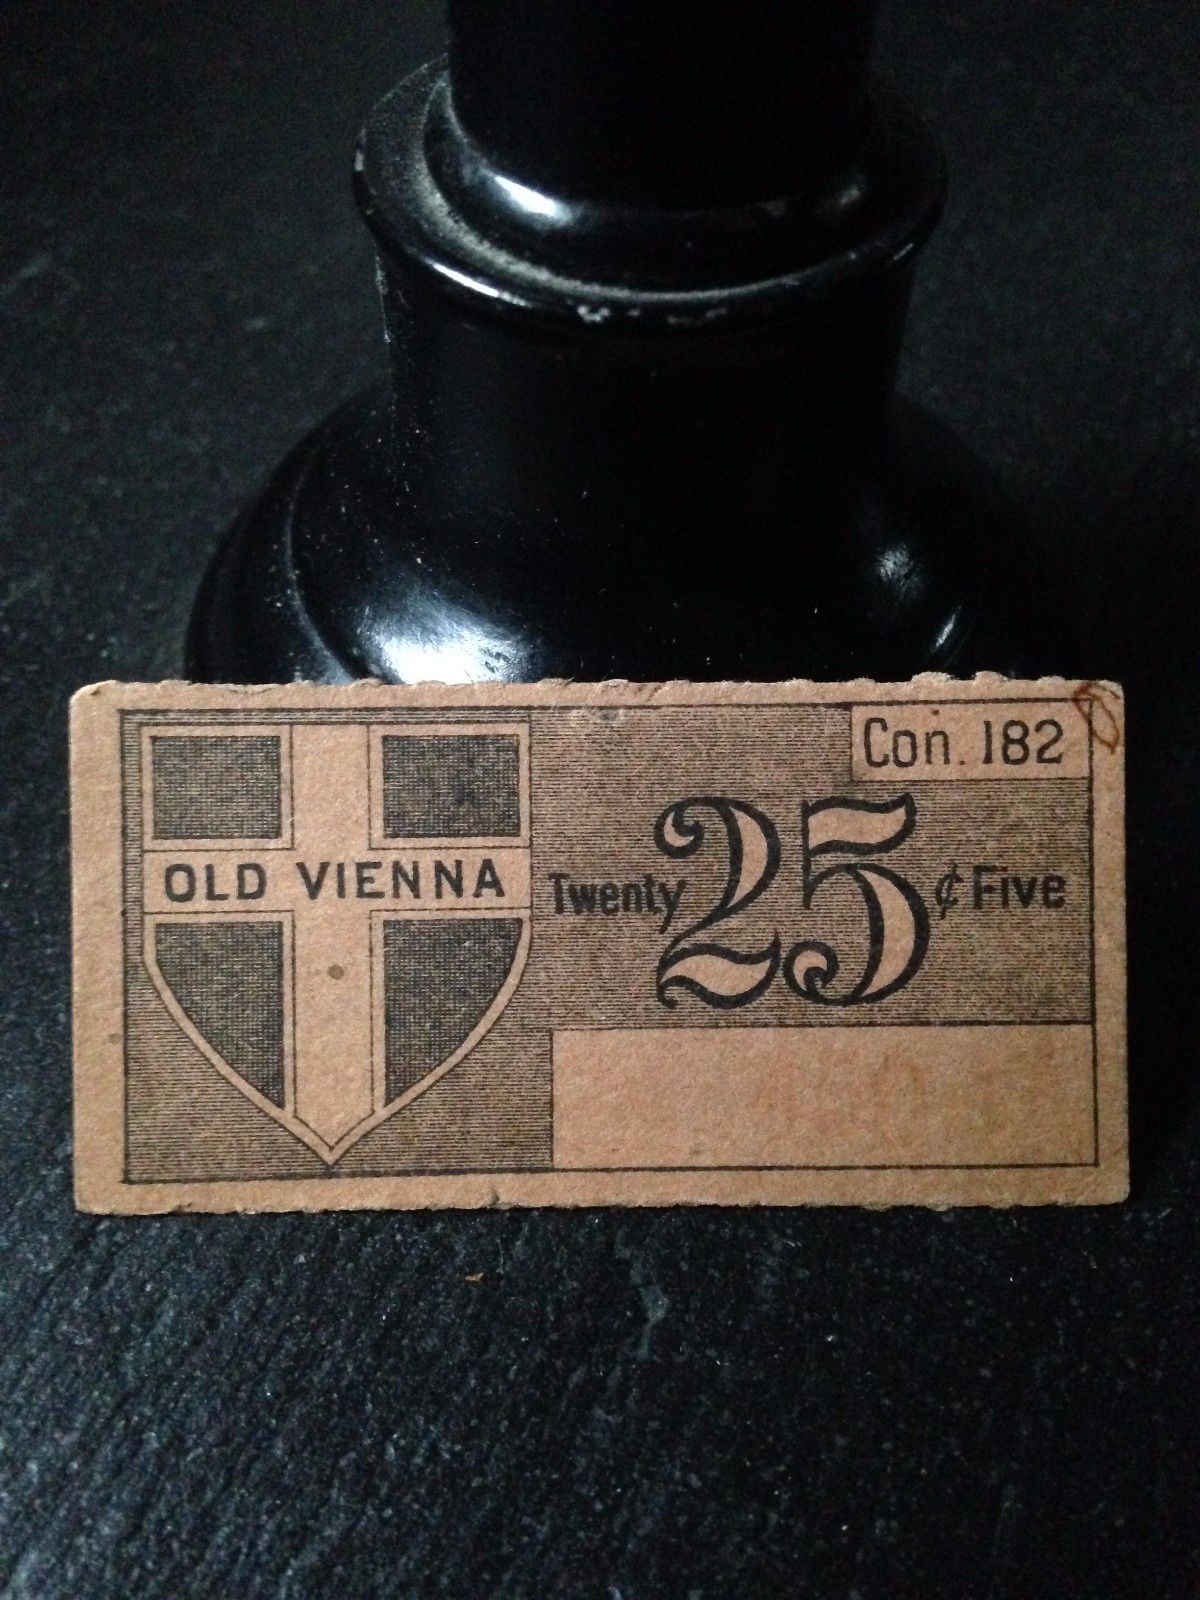 Con. 182
OLD VIENNA
Twenty 25 ¢ Five